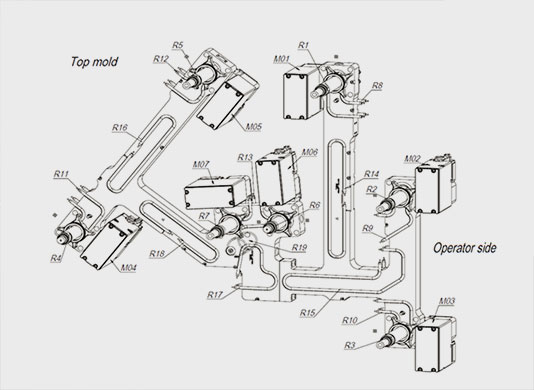 R5
R12
Top mold
R1
M01
R8
M05
R16
M07
R13
M06
R14
M02
R2
R11
R6
R7
R9
R4
M04
R18
R19
Operator side
R17
R15
R10
M03
R3